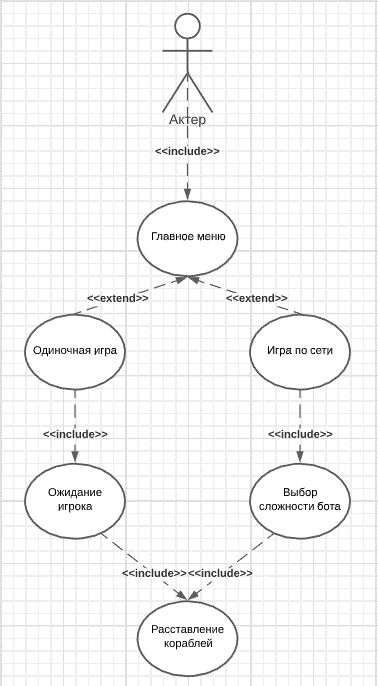 Актер
<<include>>
Главное меню
<<extend>> <<extend>>
Одиночная игра
Игра по сети
<<include>> <<include>>
Ожидание
игрока
Выбор
сложности бота
<<include>> <<include>>
Расставление
кораблей